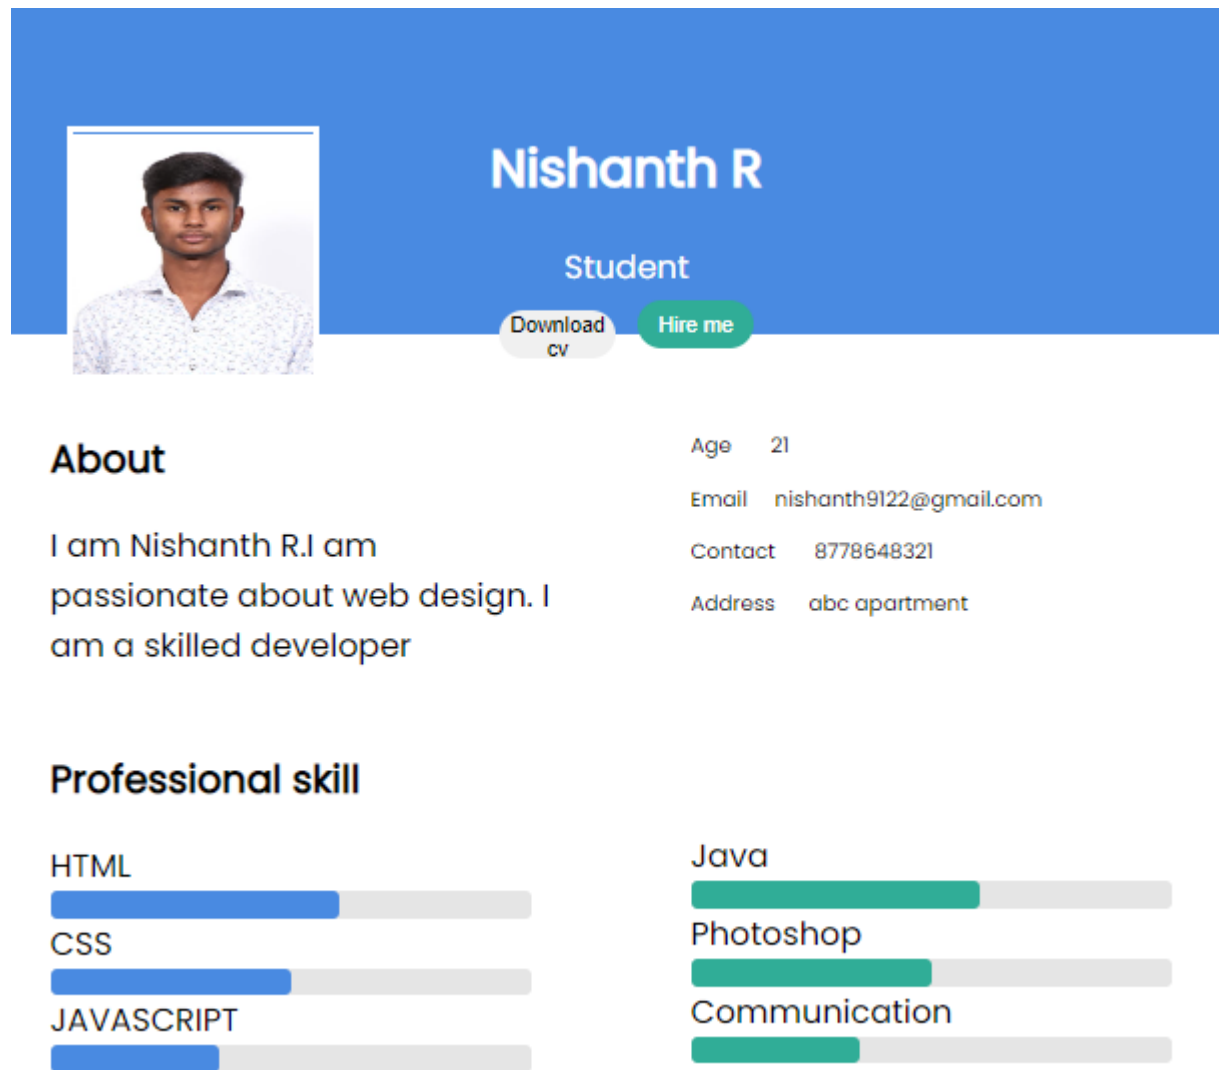 Nishanth R
Student
Download
cv
Hire me
About
I am Nishanth R.I am
passionate about web design. I
am a skilled developer
Age 21
Email nishanth9122@gmail.com
Contact 8778648321
Address abc apartment
Professional skill
HTML
CSS
JAVASCRIPT
Java
Photoshop
Communication